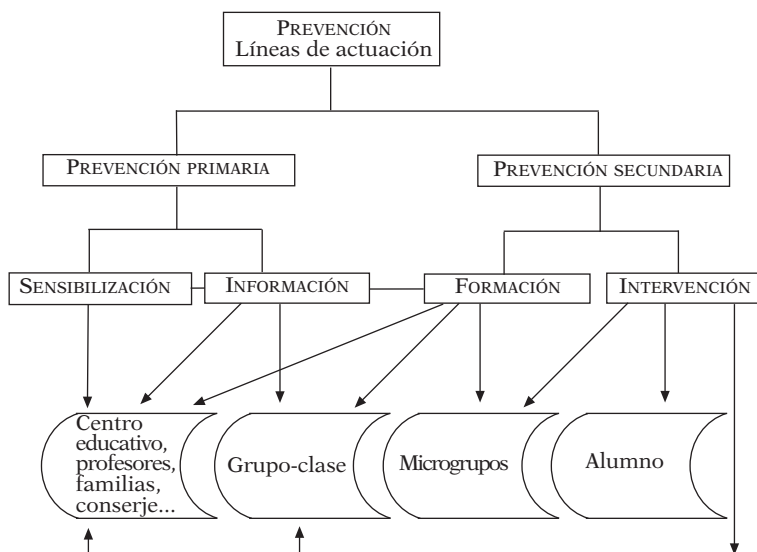 PREVENCIÓN
Líneas de actuación
PREVENCIÓN PRIMARIA
PREVENCIÓN SECUNDARIA
SENSIBILIZACIÓN
INFORMACIÓN
FORMACIÓN
INTERVENCIÓN
Centro
educativo,
profesores,
familias,
conserje...
Grupo-clase
Microgrupos
Alumno